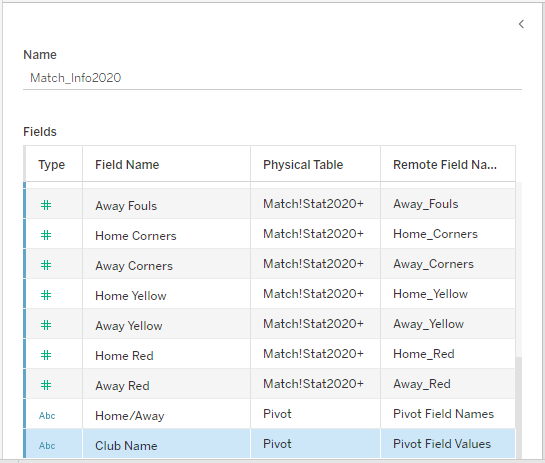 Name
Match_Info2020
Fields
Type Field Name Physical Table Remote Field Na...
# Away Fouls Match!Stat2020+ Away_Fouls
# Home Corners Match!Stat2020+ Home_Corners
# Away Corners Match!Stat2020+ Away_Corners
# Home Yellow Match!Stat2020+ Home_Yellow
# Away Yellow Match!Stat2020+ Away_Yellow
# Home Red Match!Stat2020+ Home_Red
# Away Red Match!Stat2020+ Away_Red
Abc Home/Away Pivot Pivot Field Names
Abc Club Name Pivot Pivot Field Values